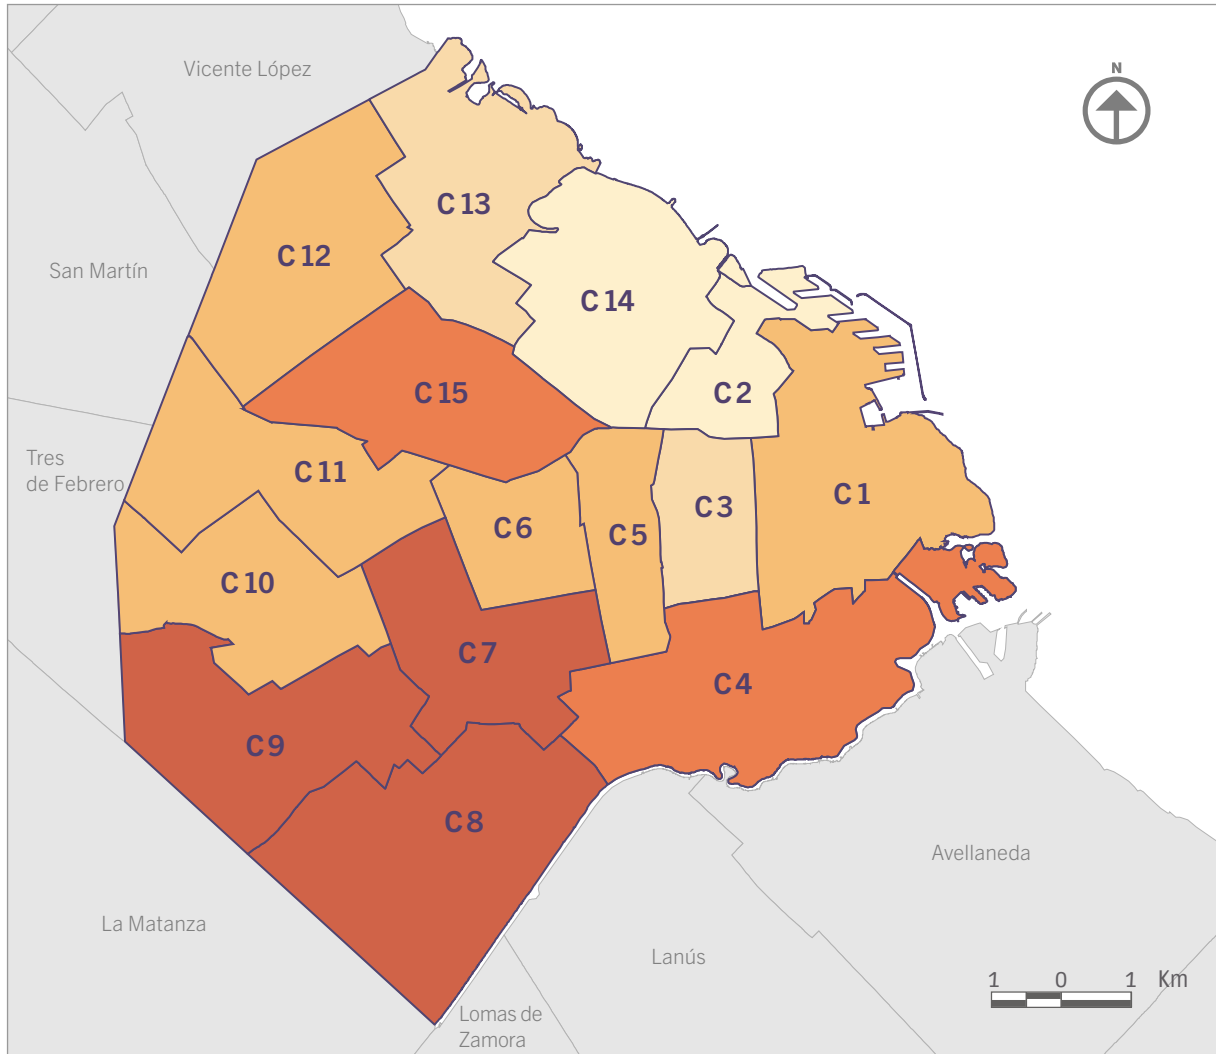 Vicente López
N
C 13
C 12
San Martín
C 14
C 15
C 2
Tres
de Febrero
C 11
C 1
C 3
C 6
C 5
C 10
C 7
C 4
C 9
C 8
Avellaneda
La Matanza
Lanús
1 0 1 Km
Lomas de
Zamora